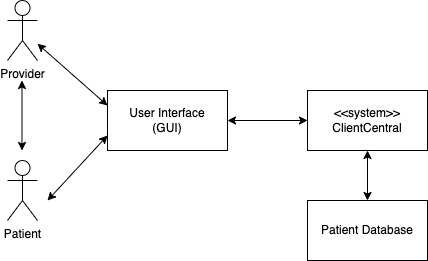 Provider
User Interface
(GUI)
<<system>>
ClientCentral
Patient
Patient Database